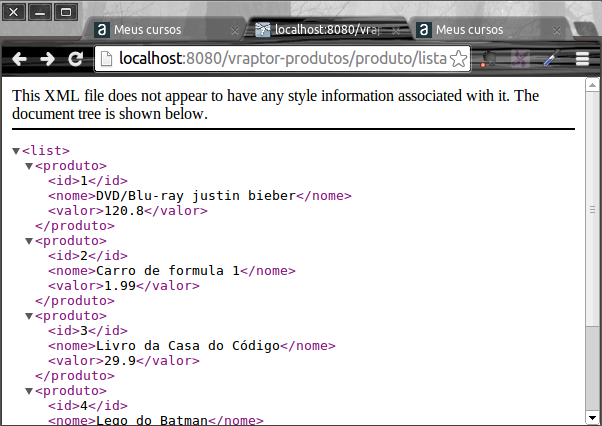 Meus cursos
localhost:8080/vrap
Meus cursos
localhost:8080/vraptor-produtos/produto/lista
This XML file does not appear to have any style information associated with it. The
document tree is shown below.
<list>
<produto>
<id>1</id>
<nome>DVD/Blu-ray justin bieber</nome>
<valor>120.8</valor>
</produto>
<produto>
<id>2</id>
<nome>Carro de formula 1</nome>
<valor>1.99</valor>
</produto>
<produto>
<id>3</id>
<nome>Livro da Casa do Código</nome>
<valor>29.9</valor>
</produto>
<produto>
<id>4</id>
<nome>Lego do Batman</nome>